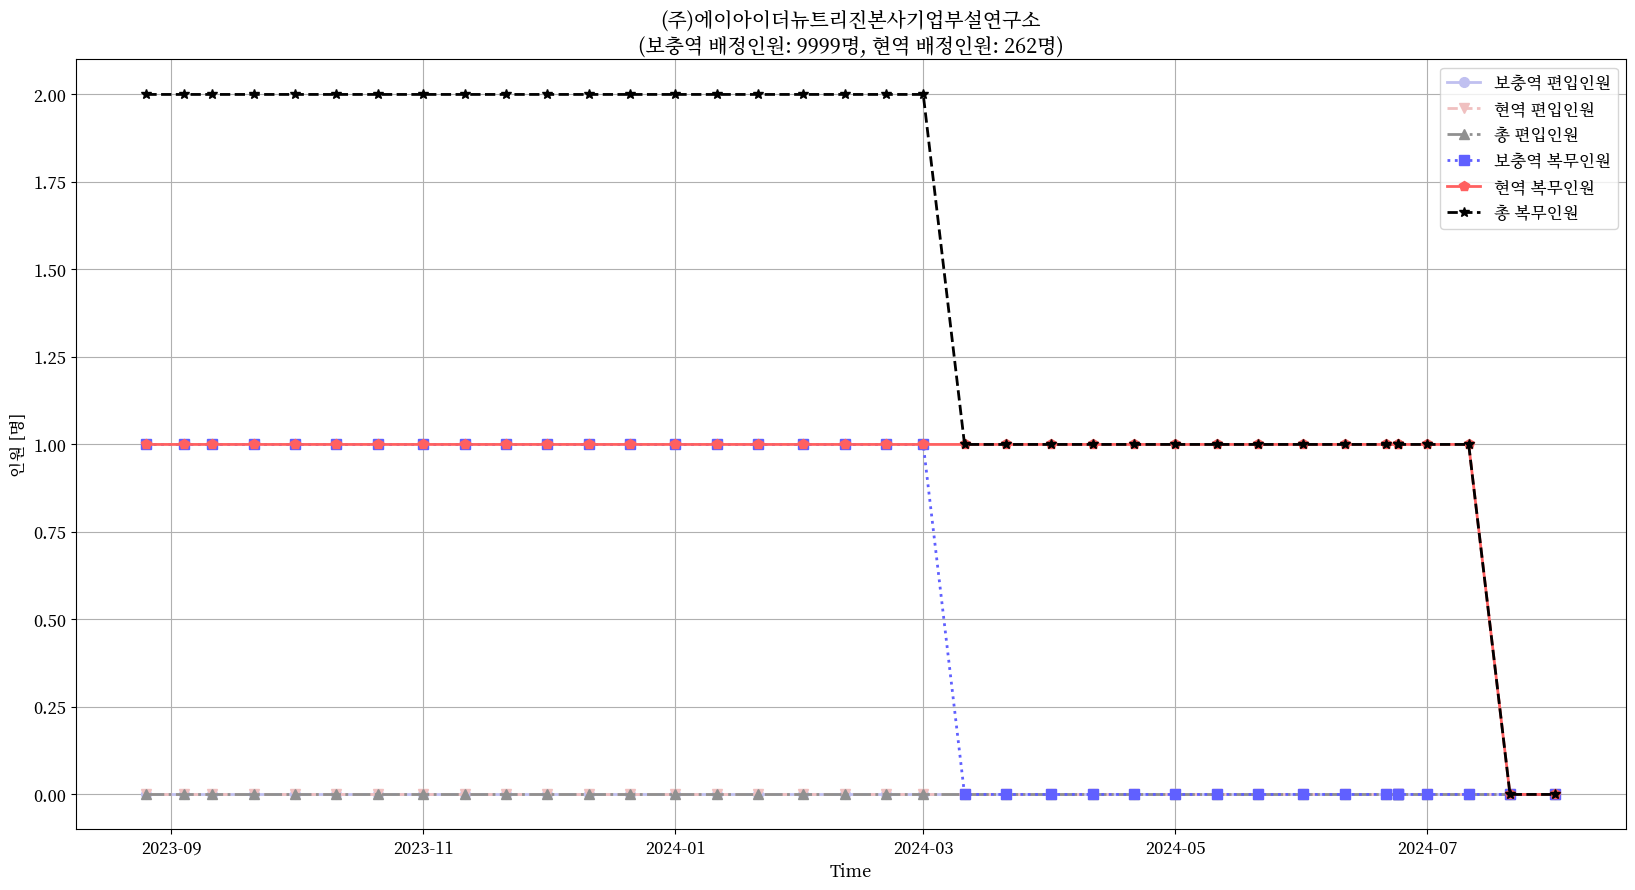 (주)에이아이더뉴트리진본사기업부설연구소
(보충역 배정인원: 9999명, 현역 배정인원: 262명)
보충역 편입인원
현역 편입인원
총 편입인원
보충역 복무인원
현역 복무인원
총 복무인원
인원 [명]
2.00
1.75
1.50
1.25
1.00
0.75
0.50
0.25
0.00
2023-09
2023-11
2024-01
2024-03
2024-05
2024-07
Time